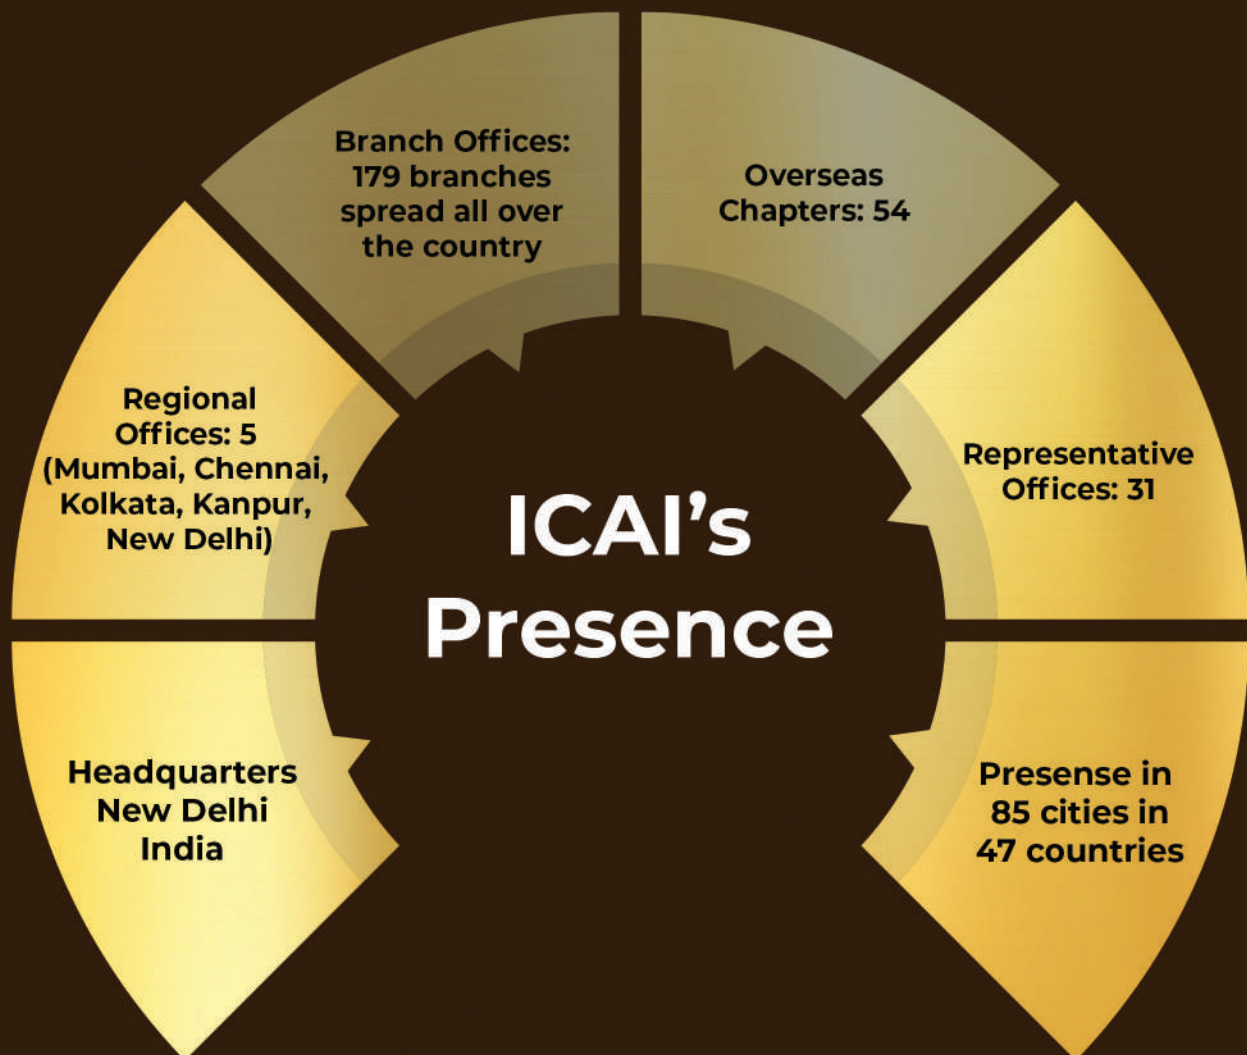 ICAI's
Presence
Headquarters
New Delhi
India
Regional
Offices: 5
(Mumbai, Chennai,
Kolkata, Kanpur,
New Delhi)
Branch Offices:
179 branches
spread all over
the country
Overseas
Chapters: 54
Representative
Offices: 31
Presense in
85 cities in
47 countries